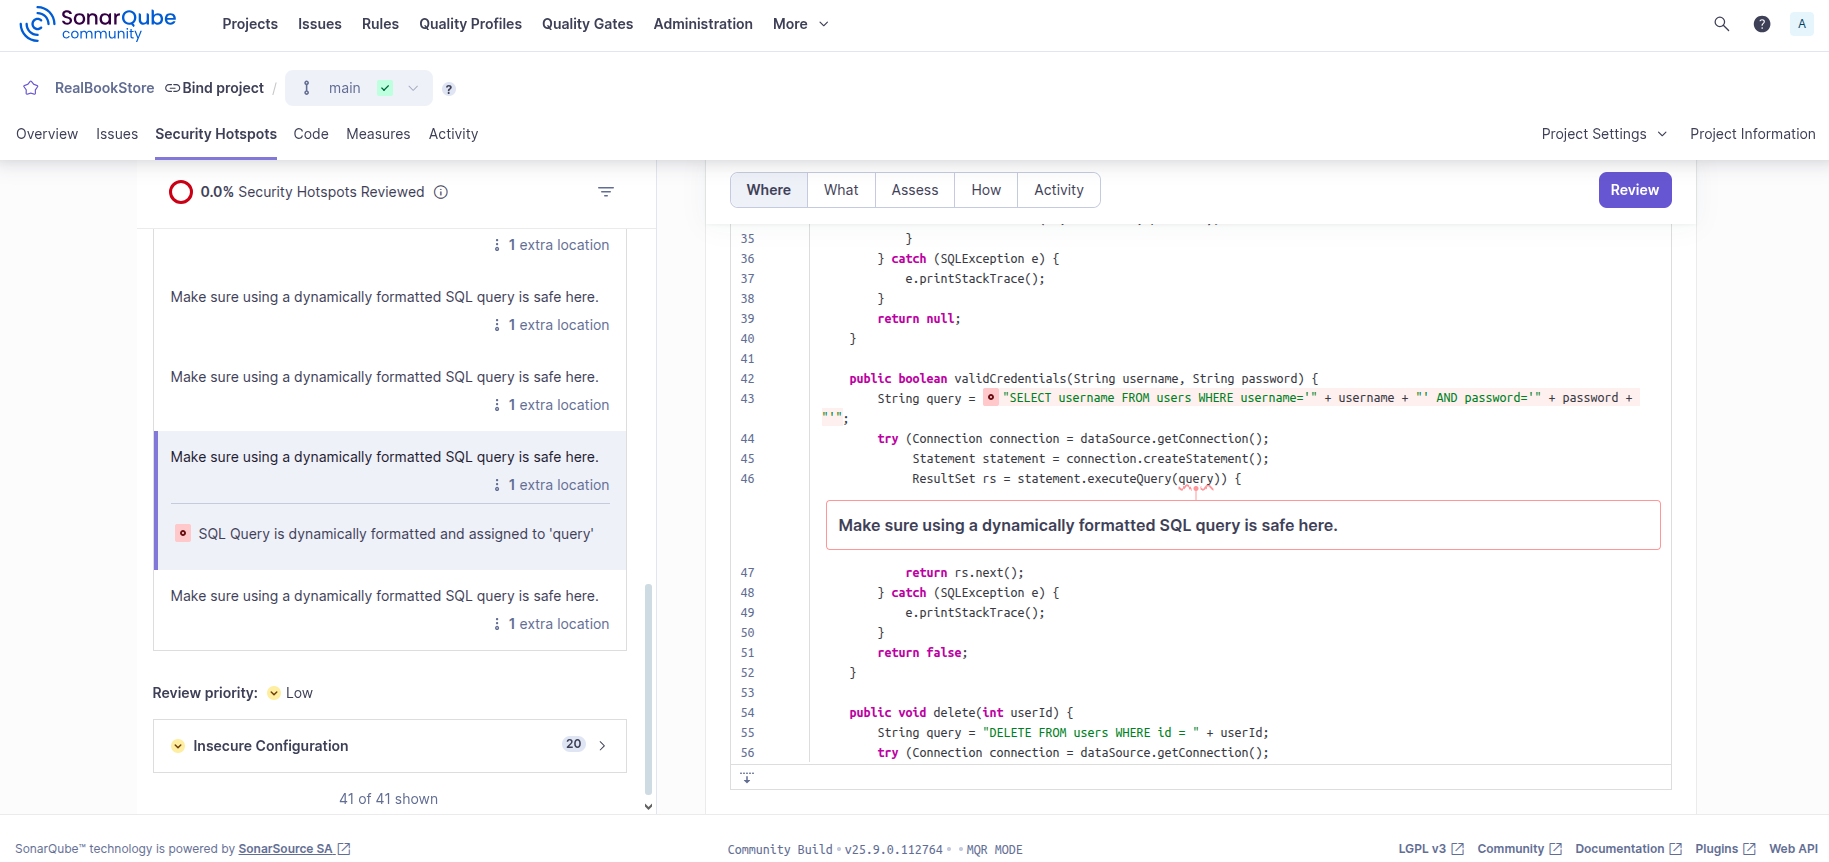 SonarQube
community
Projects Issues Rules Quality Profiles Quality Gates Administration More
A
RealBookStore Bind project / main ?
Overview Issues Security Hotspots Code Measures Activity
Project Settings Project Information
0.0% Security Hotspots Reviewed
1 extra location
Make sure using a dynamically formatted SQL query is safe here.
1 extra location
Make sure using a dynamically formatted SQL query is safe here.
1 extra location
Make sure using a dynamically formatted SQL query is safe here.
1 extra location
SQL Query is dynamically formatted and assigned to 'query'
Make sure using a dynamically formatted SQL query is safe here.
1 extra location
Review priority: Low
Insecure Configuration 20
41 of 41 shown
Where What Assess How Activity
Review
35 }
36 } catch (SQLException e) {
37 e.printStackTrace();
38 }
39 return null;
40 }
41
42 public boolean validCredentials(String username, String password) {
43 String query = "SELECT username FROM users WHERE username='" + username + "' AND password='" + password +
"'";
44 try (Connection connection = dataSource.getConnection();
45 Statement statement = connection.createStatement();
46 ResultSet rs = statement.executeQuery(query)) {
Make sure using a dynamically formatted SQL query is safe here.
47 return rs.next();
48 } catch (SQLException e) {
49 e.printStackTrace();
50 }
51 return false;
52 }
53
54 public void delete(int userId) {
55 String query = "DELETE FROM users WHERE id = " + userId;
56 try (Connection connection = dataSource.getConnection();
SonarQube™ technology is powered by SonarSource SA
Community Build • v25.9.0.112764 • • MQR MODE
LGPL v3 Community Documentation Plugins Web API